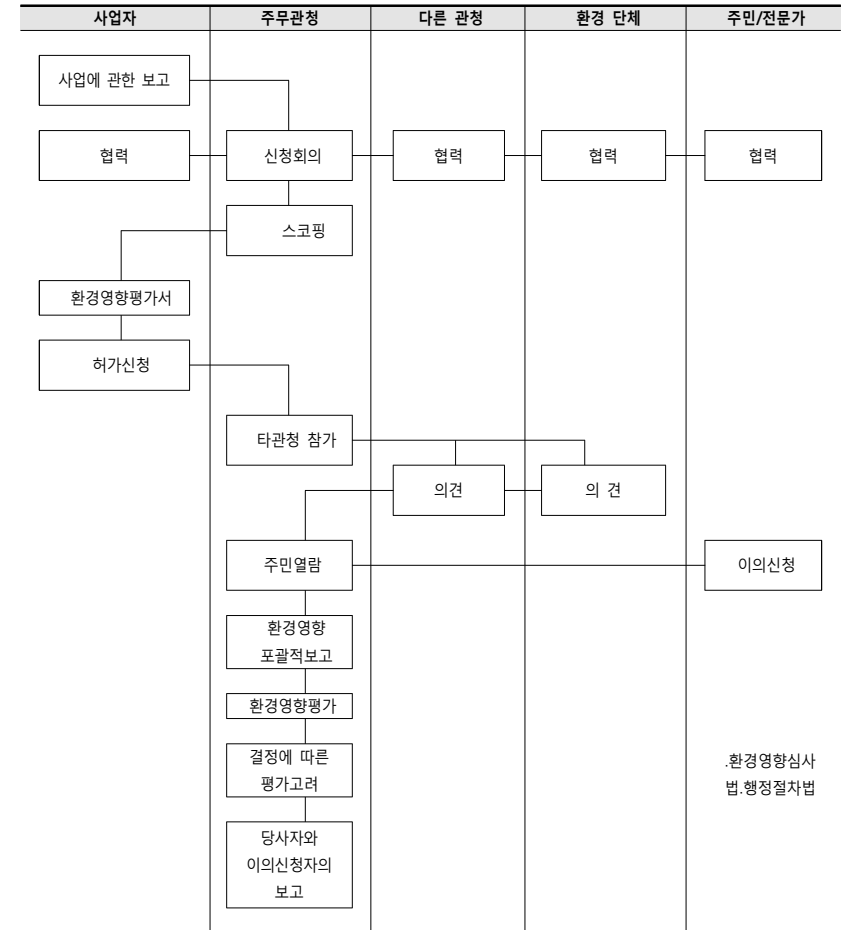 사업자 주무관청 다른 관청 환경 단체 주민/전문가
사업에 관한 보고
협력 신청회의 협력 협력 협력
스코핑
환경영향평가서
허가신청
타관청 참가
의견 의 견
주민열람 이의신청
환경영향
포괄적보고
환경영향평가
결정에 따른
평가고려
.환경영향심사
법.행정절차법
당사자와
이의신청자의
보고